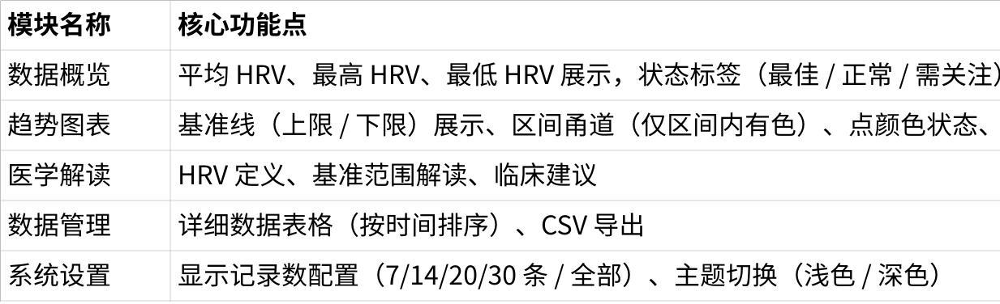 模块名称 核心功能点
数据概览 平均 HRV、最高 HRV、最低 HRV 展示，状态标签（最佳 / 正常 / 需关注）
趋势图表 基准线（上限 / 下限）展示、区间甬道（仅区间内有色）、点颜色状态、
医学解读 HRV 定义、基准范围解读、临床建议
数据管理 详细数据表格（按时间排序）、CSV 导出
系统设置 显示记录数配置（7/14/20/30 条 / 全部）、主题切换（浅色 / 深色）